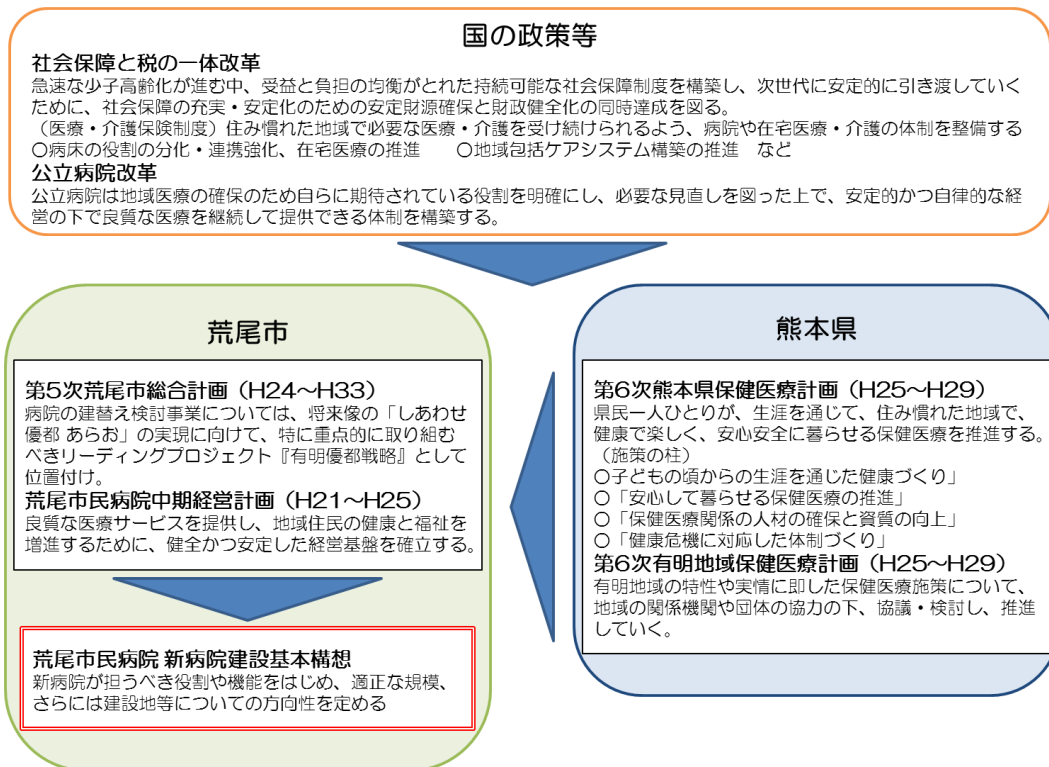 国の政策等
社会保障と税の一体改革
急速な少子高齢化が進む中、受益と負担の均衡がとれた持続可能な社会保障制度を構築し、次世代に安定的に引き渡していく
ために、社会保障の充実・安定化のための安定財源確保と財政健全化の同時達成を図る。
（医療・介護保険制度）住み慣れた地域で必要な医療・介護を受け続けられるよう、病院や在宅医療・介護の体制を整備する
〇病床の役割の分化・連携強化、在宅医療の推進　　〇地域包括ケアシステム構築の推進　など
公立病院改革
公立病院は地域医療の確保のため自らに期待されている役割を明確にし、必要な見直しを図った上で、安定的かつ自律的な経
営の下で良質な医療を継続して提供できる体制を構築する。
荒尾市
第5次荒尾市総合計画（H24～H33）
病院の建替え検討事業については、将来像の「しあわせ
優都 あらお」の実現に向けて、特に重点的に取り組む
べきリーディングプロジェクト『有明優都戦略』として
位置付け。
荒尾市民病院中期経営計画（H21～H25）
良質な医療サービスを提供し、地域住民の健康と福祉を
増進するために、健全かつ安定した経営基盤を確立する。
荒尾市民病院 新病院建設基本構想
新病院が担うべき役割や機能をはじめ、適正な規模、
さらには建設地等についての方向性を定める
熊本県
第6次熊本県保健医療計画（H25～H29）
県民一人ひとりが、生涯を通じて、住み慣れた地域で、
健康で楽しく、安心安全に暮らせる保健医療を推進する。
（施策の柱）
〇子どもの頃からの生涯を通じた健康づくり」
〇「安心して暮らせる保健医療の推進」
〇「保健医療関係の人材の確保と資質の向上」
〇「健康危機に対応した体制づくり」
第6次有明地域保健医療計画（H25～H29）
有明地域の特性や実情に即した保健医療施策について、
地域の関係機関や団体の協力の下、協議・検討し、推進
していく。